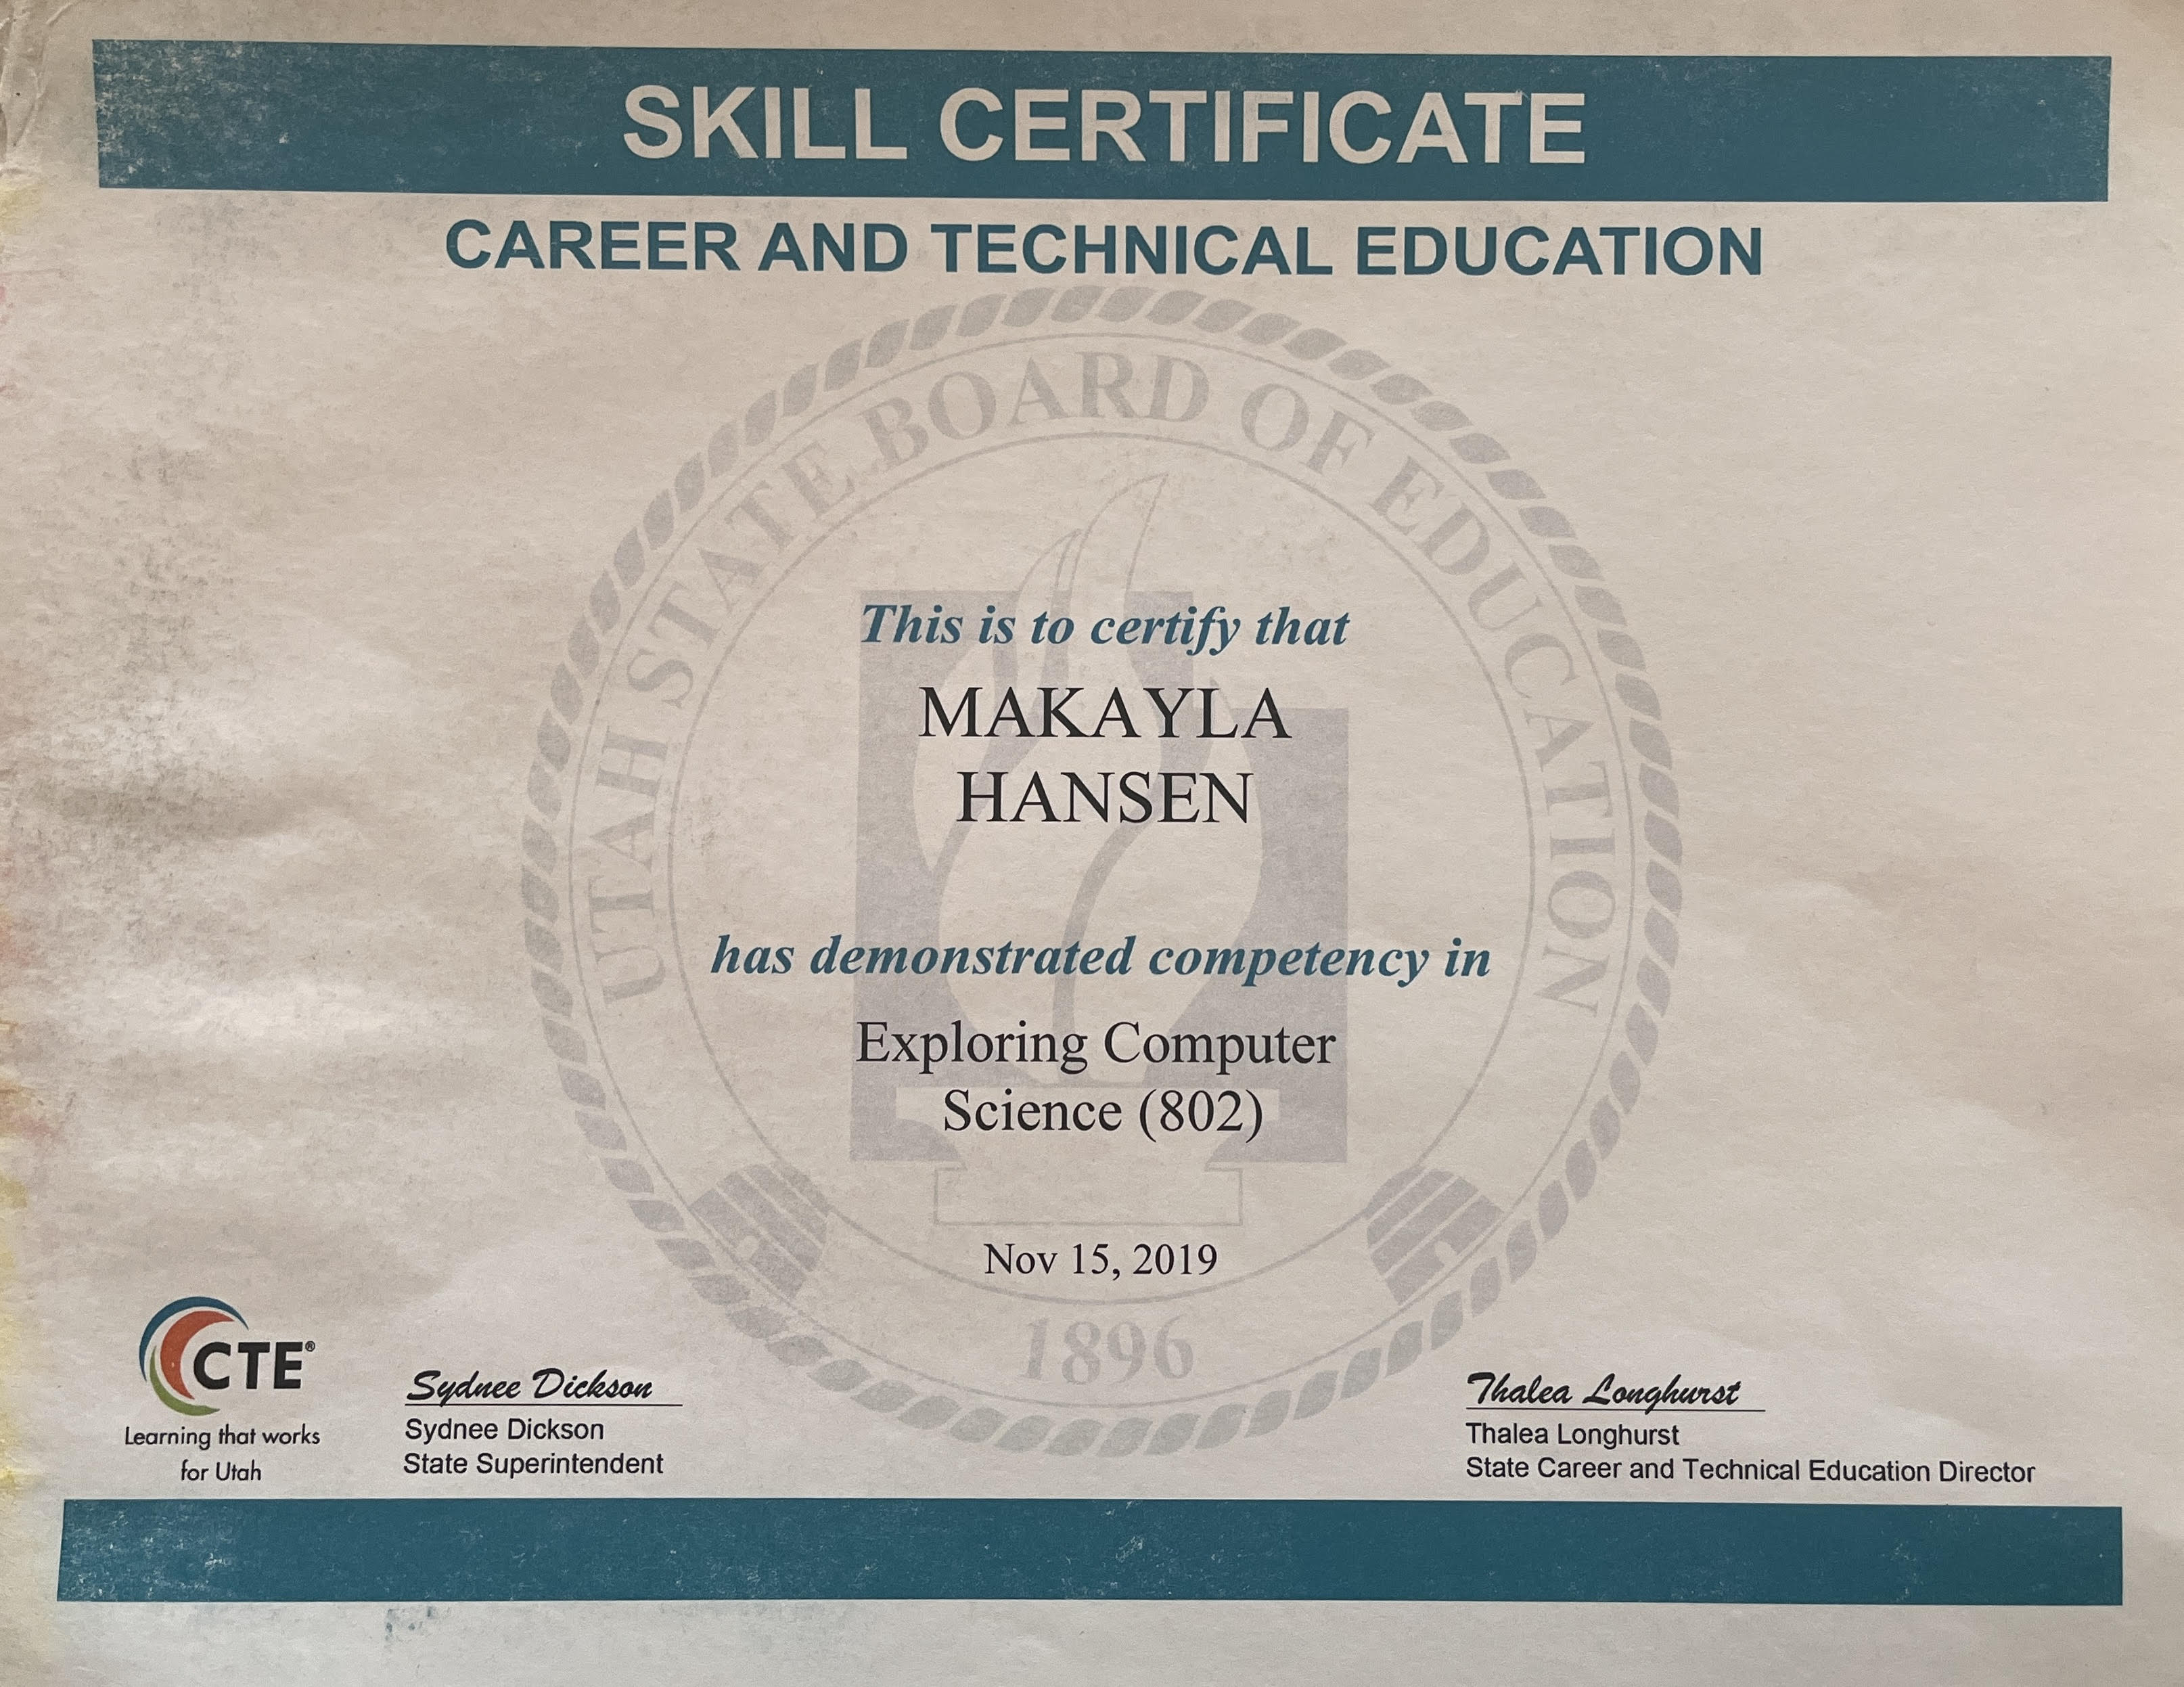 SKILL CERTIFICATE
CAREER AND TECHNICAL EDUCATION
UTAH STATE BOARD OF EDUCATION
This is to certify that
MAKAYLA
HANSEN
has demonstrated competency in
Exploring Computer
Science (802)
Nov 15, 2019
1896
CTE®
Learning that works
for Utah
Sydnee Dickson
Sydnee Dickson
State Superintendent
Thalea Longhurst
Thalea Longhurst
State Career and Technical Education Director